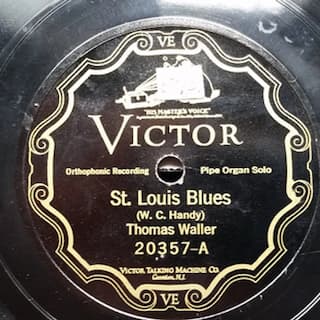 VE
"HIS MASTER'S VOICE"
VICTOR
Orthophonic Recording
Pipe Organ Solo
St. Louis Blues
(W. C. Handy)
Thomas Waller
20357-A
VICTOR TALKING MACHINE CO.
Camden, N.J.
VE